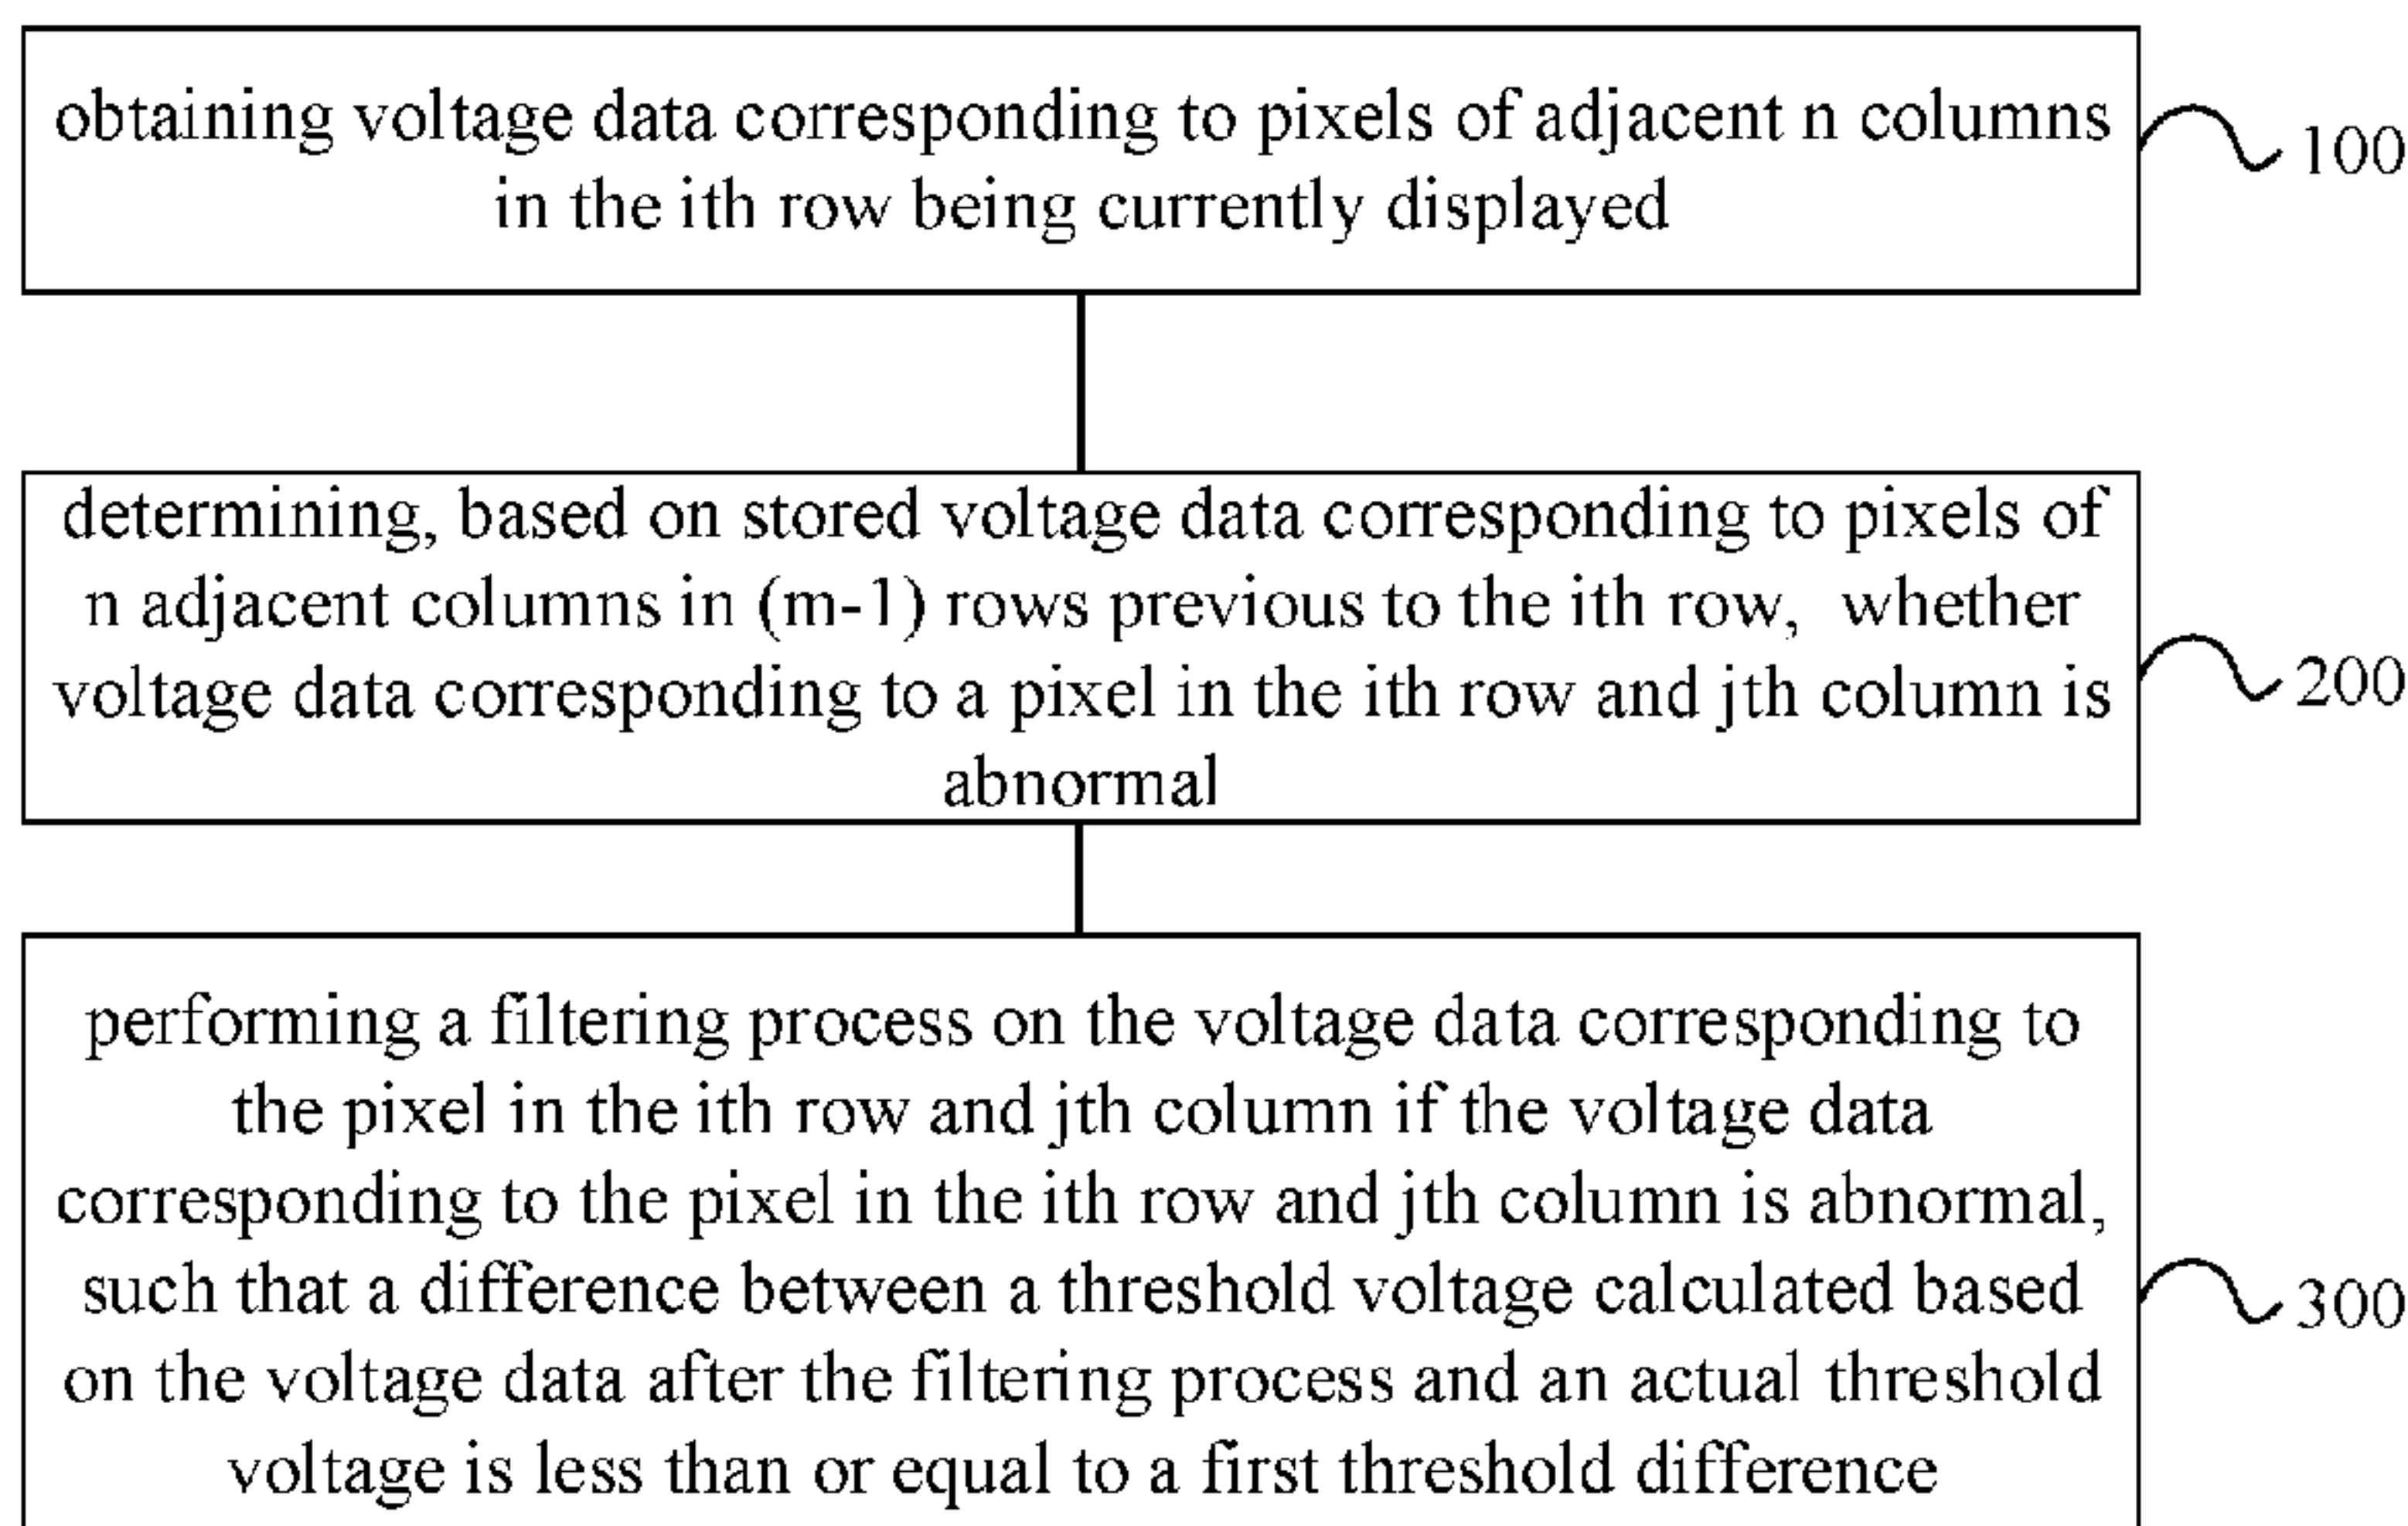 obtaining voltage data corresponding to pixels of adjacent n columns
in the ith row being currently displayed
100
determining, based on stored voltage data corresponding to pixels of
n adjacent columns in (m-1) rows previous to the ith row, whether
voltage data corresponding to a pixel in the ith row and jth column is
abnormal
200
performing a filtering process on the voltage data corresponding to
the pixel in the ith row and jth column if the voltage data
corresponding to the pixel in the ith row and jth column is abnormal,
such that a difference between a threshold voltage calculated based
on the voltage data after the filtering process and an actual threshold
voltage is less than or equal to a first threshold difference
300